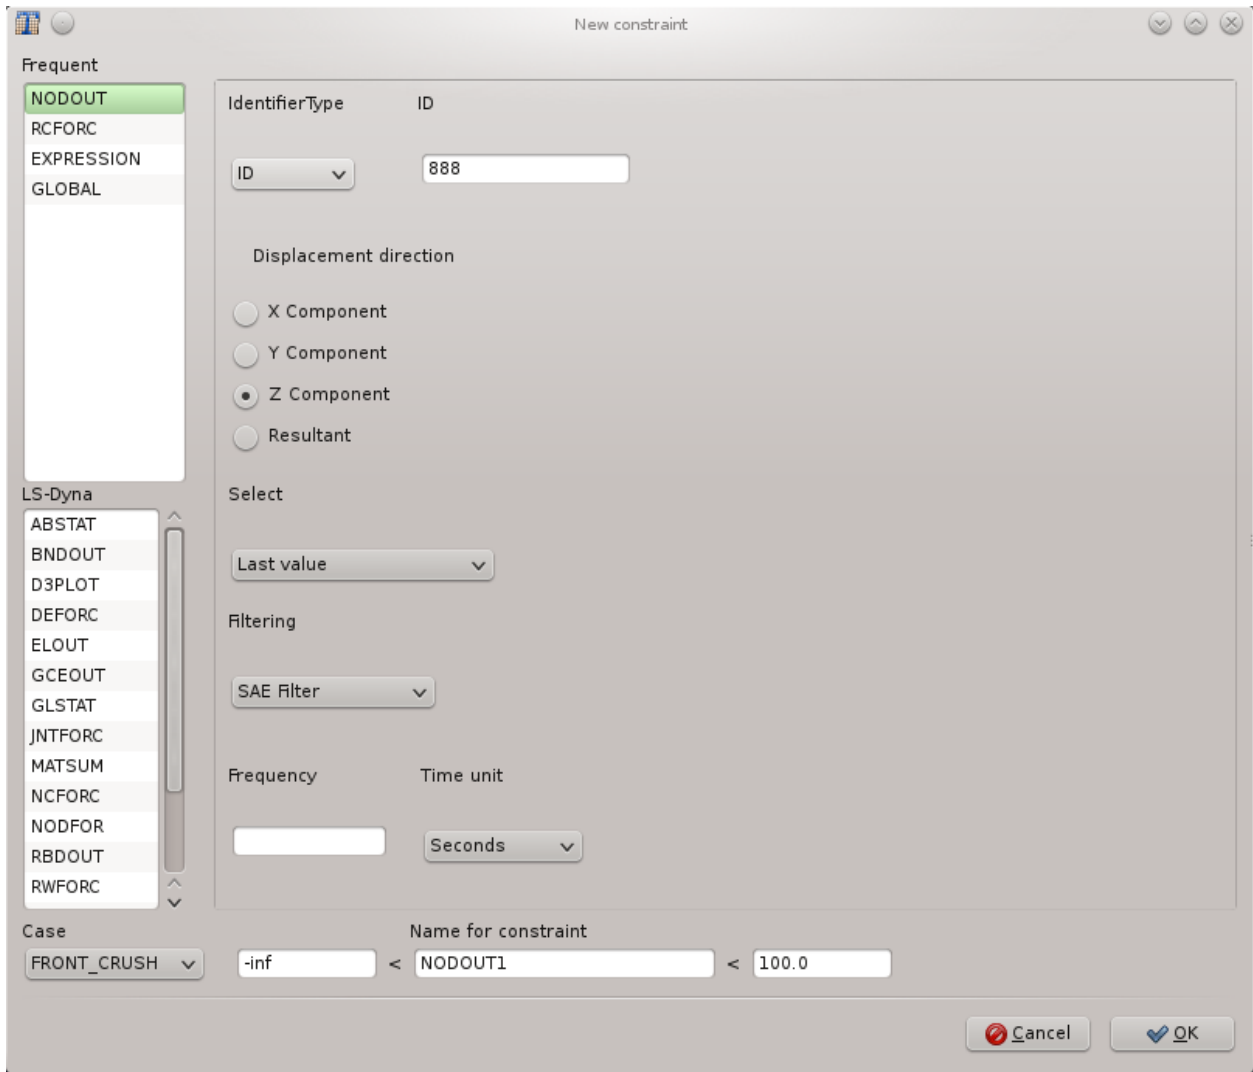 New constraint
Frequent
NODOUT
RCFORC
EXPRESSION
GLOBAL
IdentifierType ID
ID 888
Displacement direction
X Component
Y Component
Z Component
Resultant
Select
Last value
Filtering
SAE Filter
Frequency Time unit
Seconds
LS-Dyna
ABSTAT
BNDOUT
D3PLOT
DEFORC
ELOUT
GCEOUT
GLSTAT
JNTFORC
MATSUM
NCFORC
NODFOR
RBDOUT
RWFORC
Case Name for constraint
FRONT_CRUSH -inf < NODOUT1 < 100.0
Cancel OK